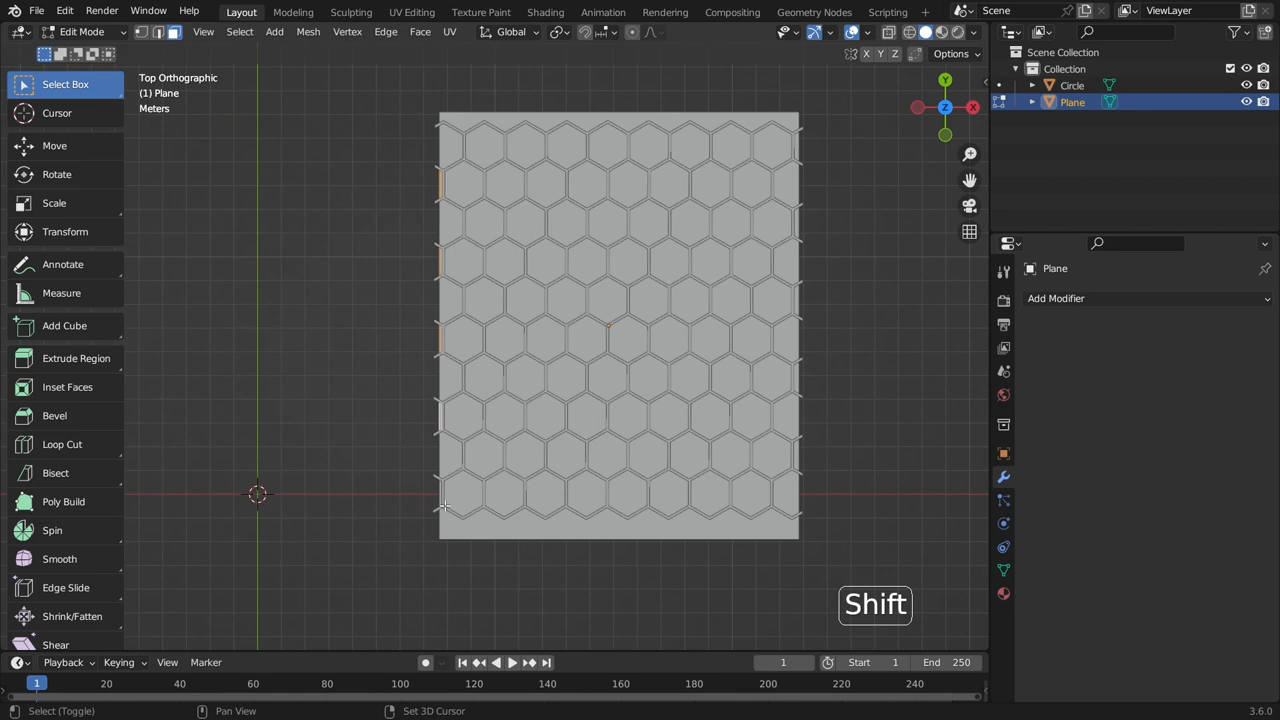 File Edit Render Window Help Layout Modeling Sculpting UV Editing Texture Paint Shading Animation Rendering Compositing Geometry Nodes Scripting Scene ViewLayer
Edit Mode View Select Add Mesh Vertex Edge Face UV Global
X Y Z Options
Select Box
Cursor
Move
Rotate
Scale
Transform
Annotate
Measure
Add Cube
Extrude Region
Inset Faces
Bevel
Loop Cut
Bisect
Poly Build
Spin
Smooth
Edge Slide
Shrink/Fatten
Shear
Top Orthographic
(1) Plane
Meters
Y
Z
X
Shift
Scene Collection
Collection
Circle
Plane
Plane
Add Modifier
Playback Keying View Marker 1 Start 1 End 250
1 20 40 60 80 100 120 140 160 180 200 220 240
Select (Toggle) Pan View Set 3D Cursor 3.6.0